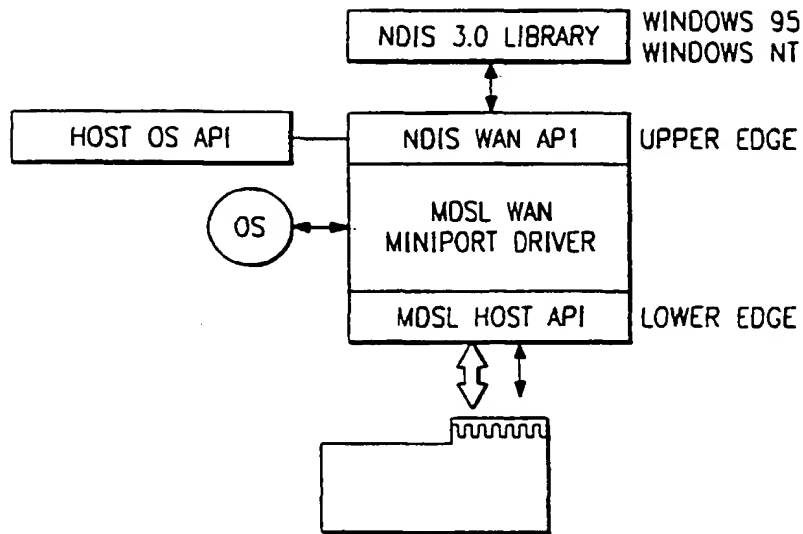 NDIS 3.0 LIBRARY
WINDOWS 95
WINDOWS NT
HOST OS API
NDIS WAN AP1
UPPER EDGE
OS
MDSL WAN
MINIPORT DRIVER
MDSL HOST API
LOWER EDGE